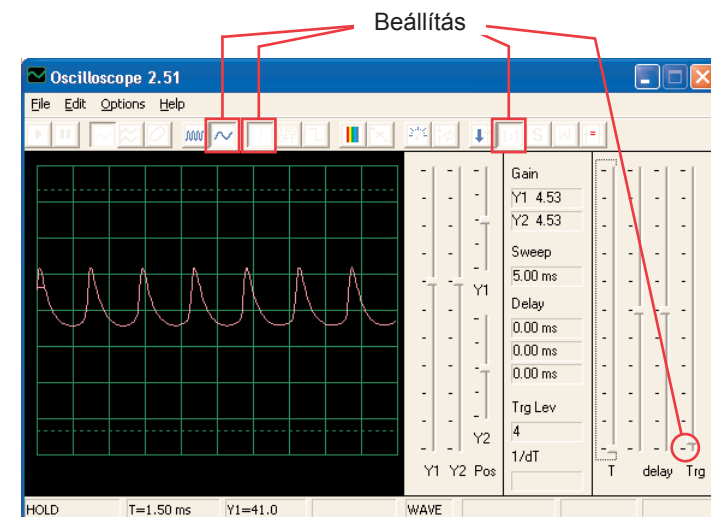 Beállítás
Oscilloscope 2.51
File Edit Options Help
Gain
Y1 4.53
Y2 4.53
Sweep
5.00 ms
Delay
0.00 ms
0.00 ms
0.00 ms
Trg Lev
4
1/dT
Y1
Y2
Y1 Y2 Pos
T delay Trg
HOLD T=1.50 ms Y1=41.0 WAVE